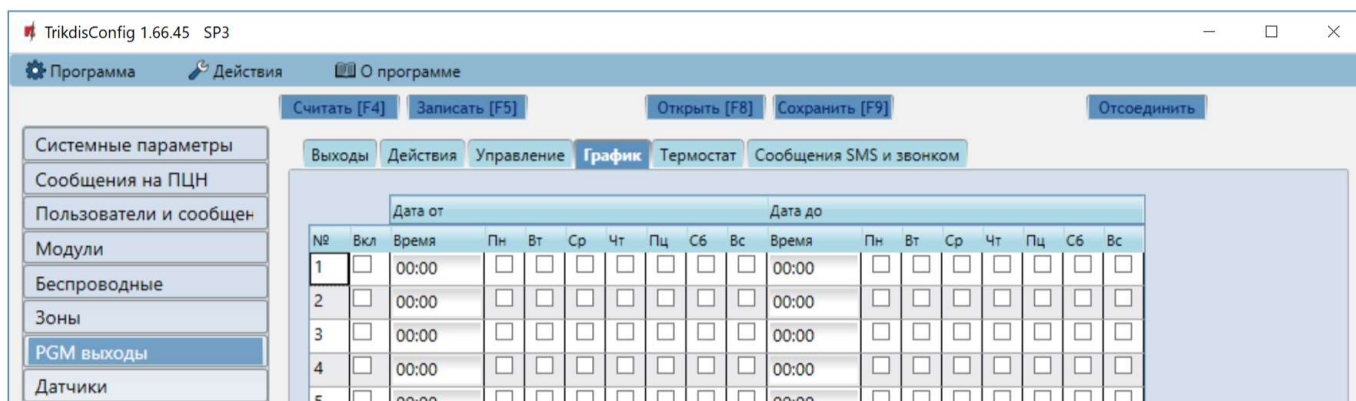 TrikdisConfig 1.66.45 SP3
Программа Действия О программе
Считать [F4] Записать [F5] Открыть [F8] Сохранить [F9] Отсоединить
Системные параметры
Сообщения на ПЦН
Пользователи и сообщен
Модули
Беспроводные
Зоны
PGM выходы
Датчики
Выходы Действия Управление График Термостат Сообщения SMS и звонком
Дата от Дата до
№ Вкл Время Пн Вт Ср Чт Пц Сб Вс Время Пн Вт Ср Чт Пц Сб Вс
1 00:00 00:00
2 00:00 00:00
3 00:00 00:00
4 00:00 00:00